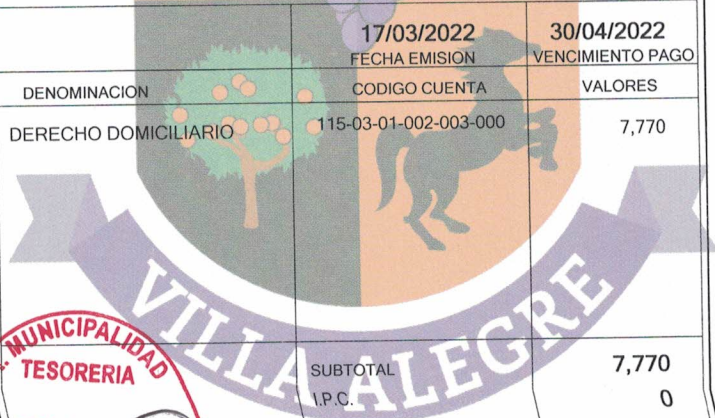 17/03/2022 30/04/2022
FECHA EMISION VENCIMIENTO PAGO
DENOMINACION CODIGO CUENTA VALORES
DERECHO DOMICILIARIO 115-03-01-002-003-000 7,770
VILLA ALEGRE
MUNICIPALIDAD
TESORERIA
SUBTOTAL 7,770
I.P.C. 0